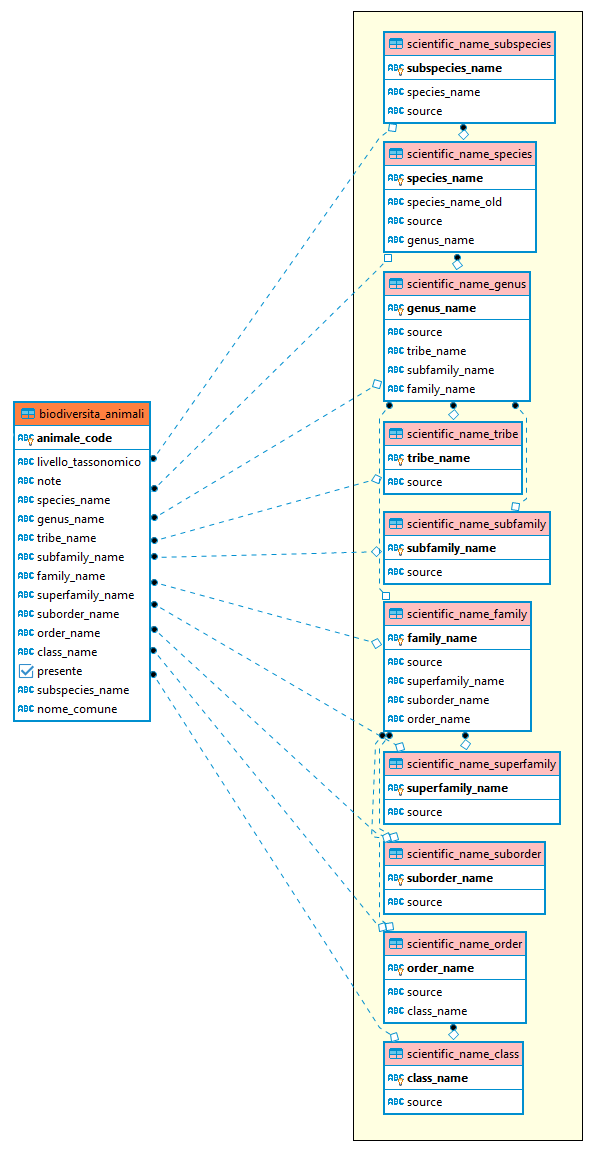 scientific_name_subspecies
subspecies_name
species_name
source
scientific_name_species
species_name
species_name_old
source
genus_name
scientific_name_genus
genus_name
source
tribe_name
subfamily_name
family_name
biodiversita_animali
animale_code
livello_tassonomico
note
species_name
genus_name
tribe_name
subfamily_name
family_name
superfamily_name
suborder_name
order_name
class_name
presente
subspecies_name
nome_comune
scientific_name_tribe
tribe_name
source
scientific_name_subfamily
subfamily_name
source
scientific_name_family
family_name
source
superfamily_name
suborder_name
order_name
scientific_name_superfamily
superfamily_name
source
scientific_name_suborder
suborder_name
source
scientific_name_order
order_name
source
class_name
scientific_name_class
class_name
source